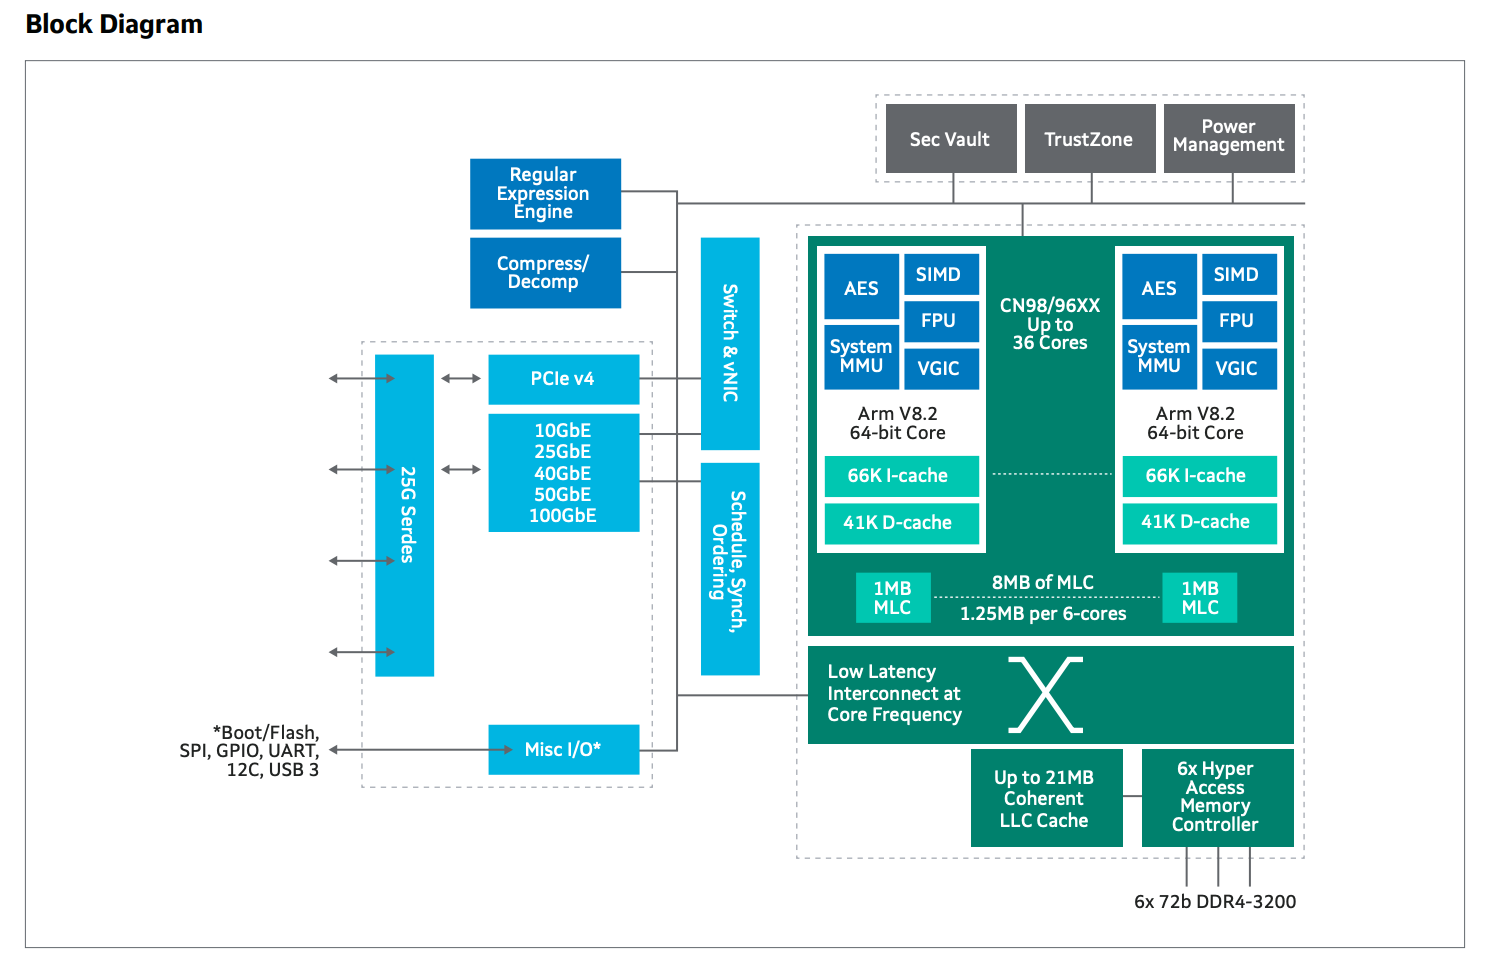 Block Diagram
Sec Vault
TrustZone
Power
Management
Regular
Expression
Engine
Compress/
Decomp
Switch & vNIC
PCIe v4
10GbE
25GbE
40GbE
50GbE
100GbE
25G Serdes
Schedule, Synch,
Ordering
*Boot/Flash,
SPI, GPIO, UART,
12C, USB 3
Misc I/O*
AES
SIMD
FPU
System
MMU
VGIC
Arm V8.2
64-bit Core
66K I-cache
41K D-cache
CN98/96XX
Up to
36 Cores
AES
SIMD
FPU
System
MMU
VGIC
Arm V8.2
64-bit Core
66K I-cache
41K D-cache
1MB
MLC
8MB of MLC
1.25MB per 6-cores
1MB
MLC
Low Latency
Interconnect at
Core Frequency
Up to 21MB
Coherent
LLC Cache
6x Hyper
Access
Memory
Controller
6x 72b DDR4-3200